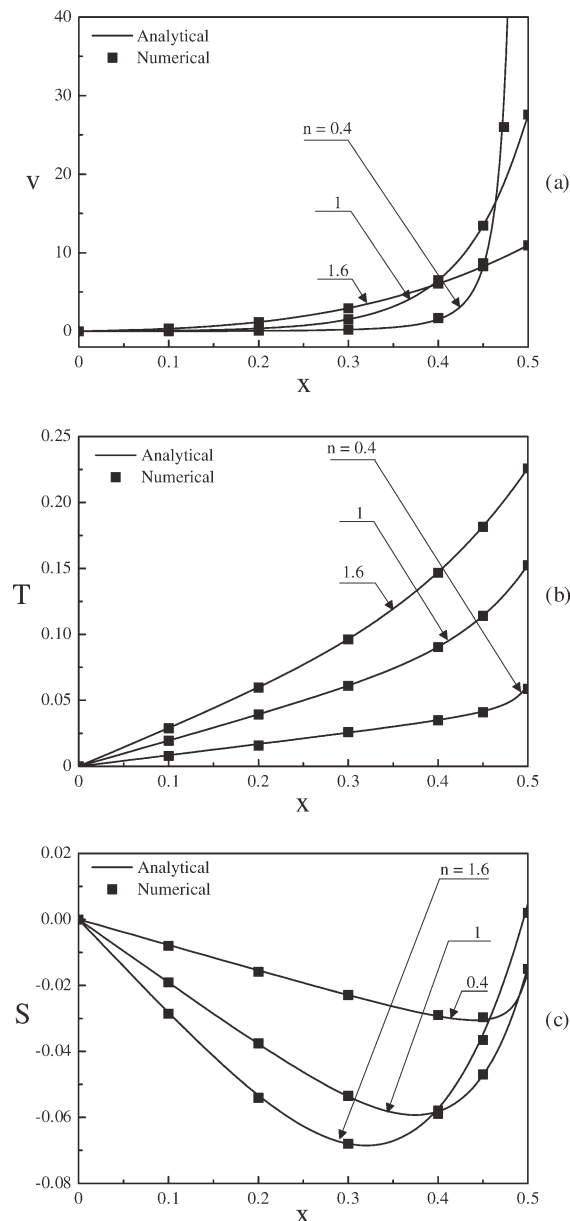 40
Analytical
Numerical
30
n = 0.4
v
20
(a)
1
10
1.6
0
0
0.1
0.2
0.3
0.4
0.5
x
0.25
Analytical
n = 0.4
Numerical
0.20
1
0.15
T
1.6
(b)
0.10
0.05
0
0
0.1
0.2
0.3
0.4
0.5
x
0.02
Analytical
n = 1.6
Numerical
0.00
1
-0.02
0.4
S
(c)
-0.04
-0.06
-0.08
0
0.1
0.2
0.3
0.4
0.5
x